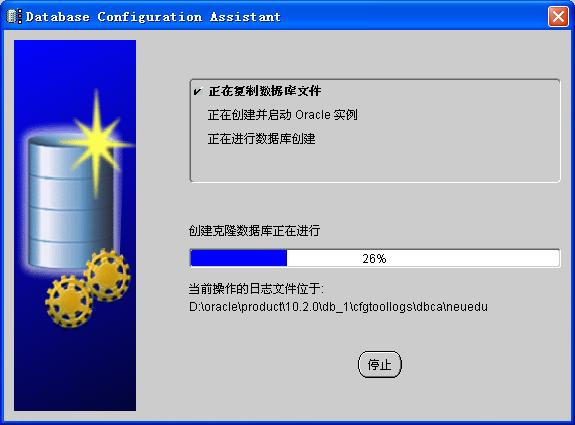 Database Configuration Assistant
正在复制数据库文件
正在创建并启动 Oracle 实例
正在进行数据库创建
创建克隆数据库正在进行
26%
当前操作的日志文件位于:
D:\oracle\product\10.2.0\db_1\cfgtoollogs\dbca\neuedu
停止